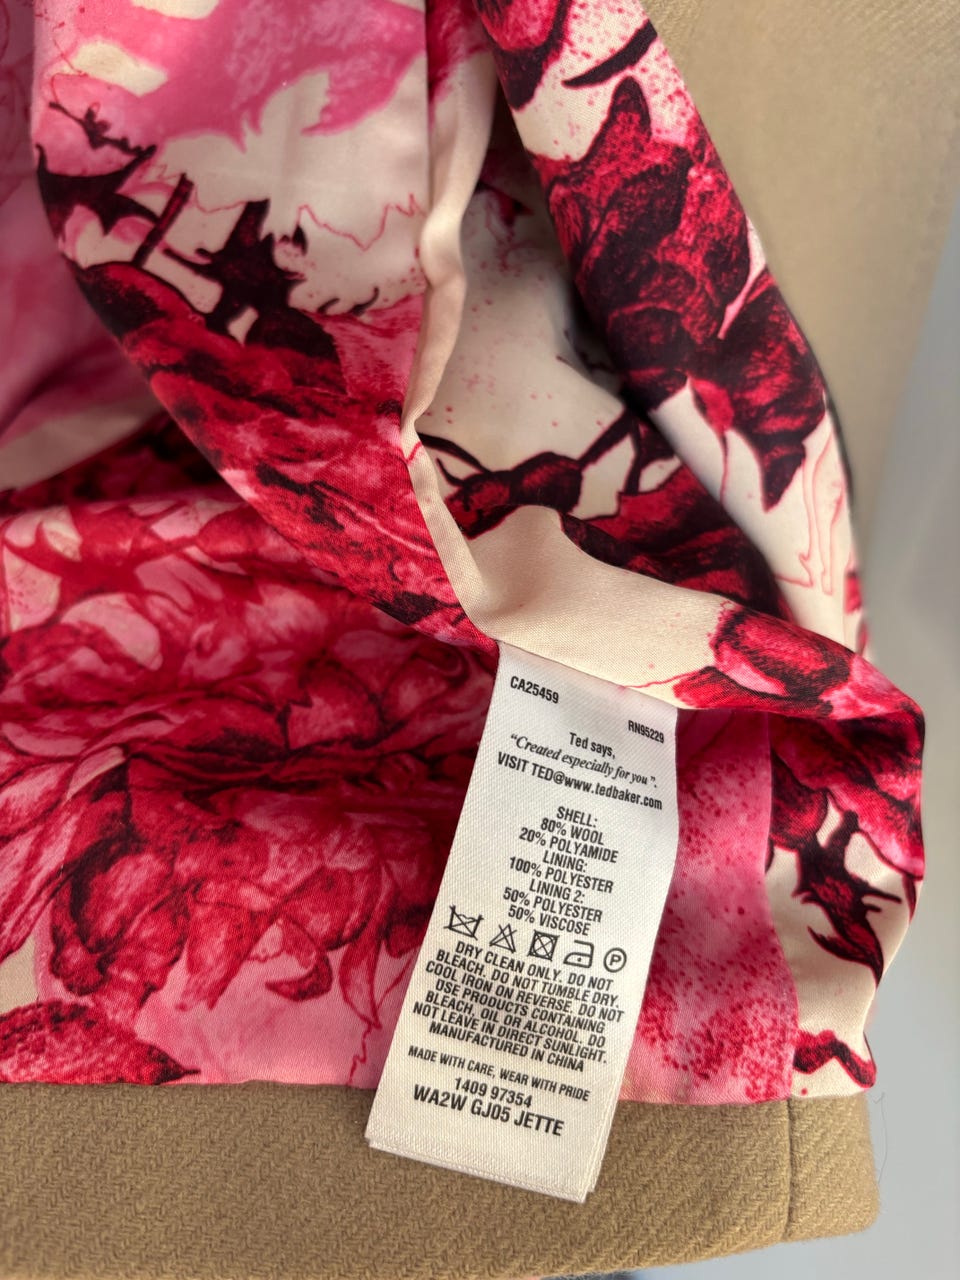 CA25459
RN95229
Ted says,
“Created especially for you”.
VISIT TED@www.tedbaker.com
SHELL:
80% WOOL
20% POLYAMIDE
LINING:
100% POLYESTER
LINING 2:
50% POLYESTER
50% VISCOSE
P
DRY CLEAN ONLY. DO NOT
BLEACH. DO NOT TUMBLE DRY.
COOL IRON ON REVERSE. DO NOT
USE PRODUCTS CONTAINING
BLEACH, OIL OR ALCOHOL. DO
NOT LEAVE IN DIRECT SUNLIGHT.
MANUFACTURED IN CHINA
MADE WITH CARE, WEAR WITH PRIDE
1409 97354
WA2W GJ05 JETTE